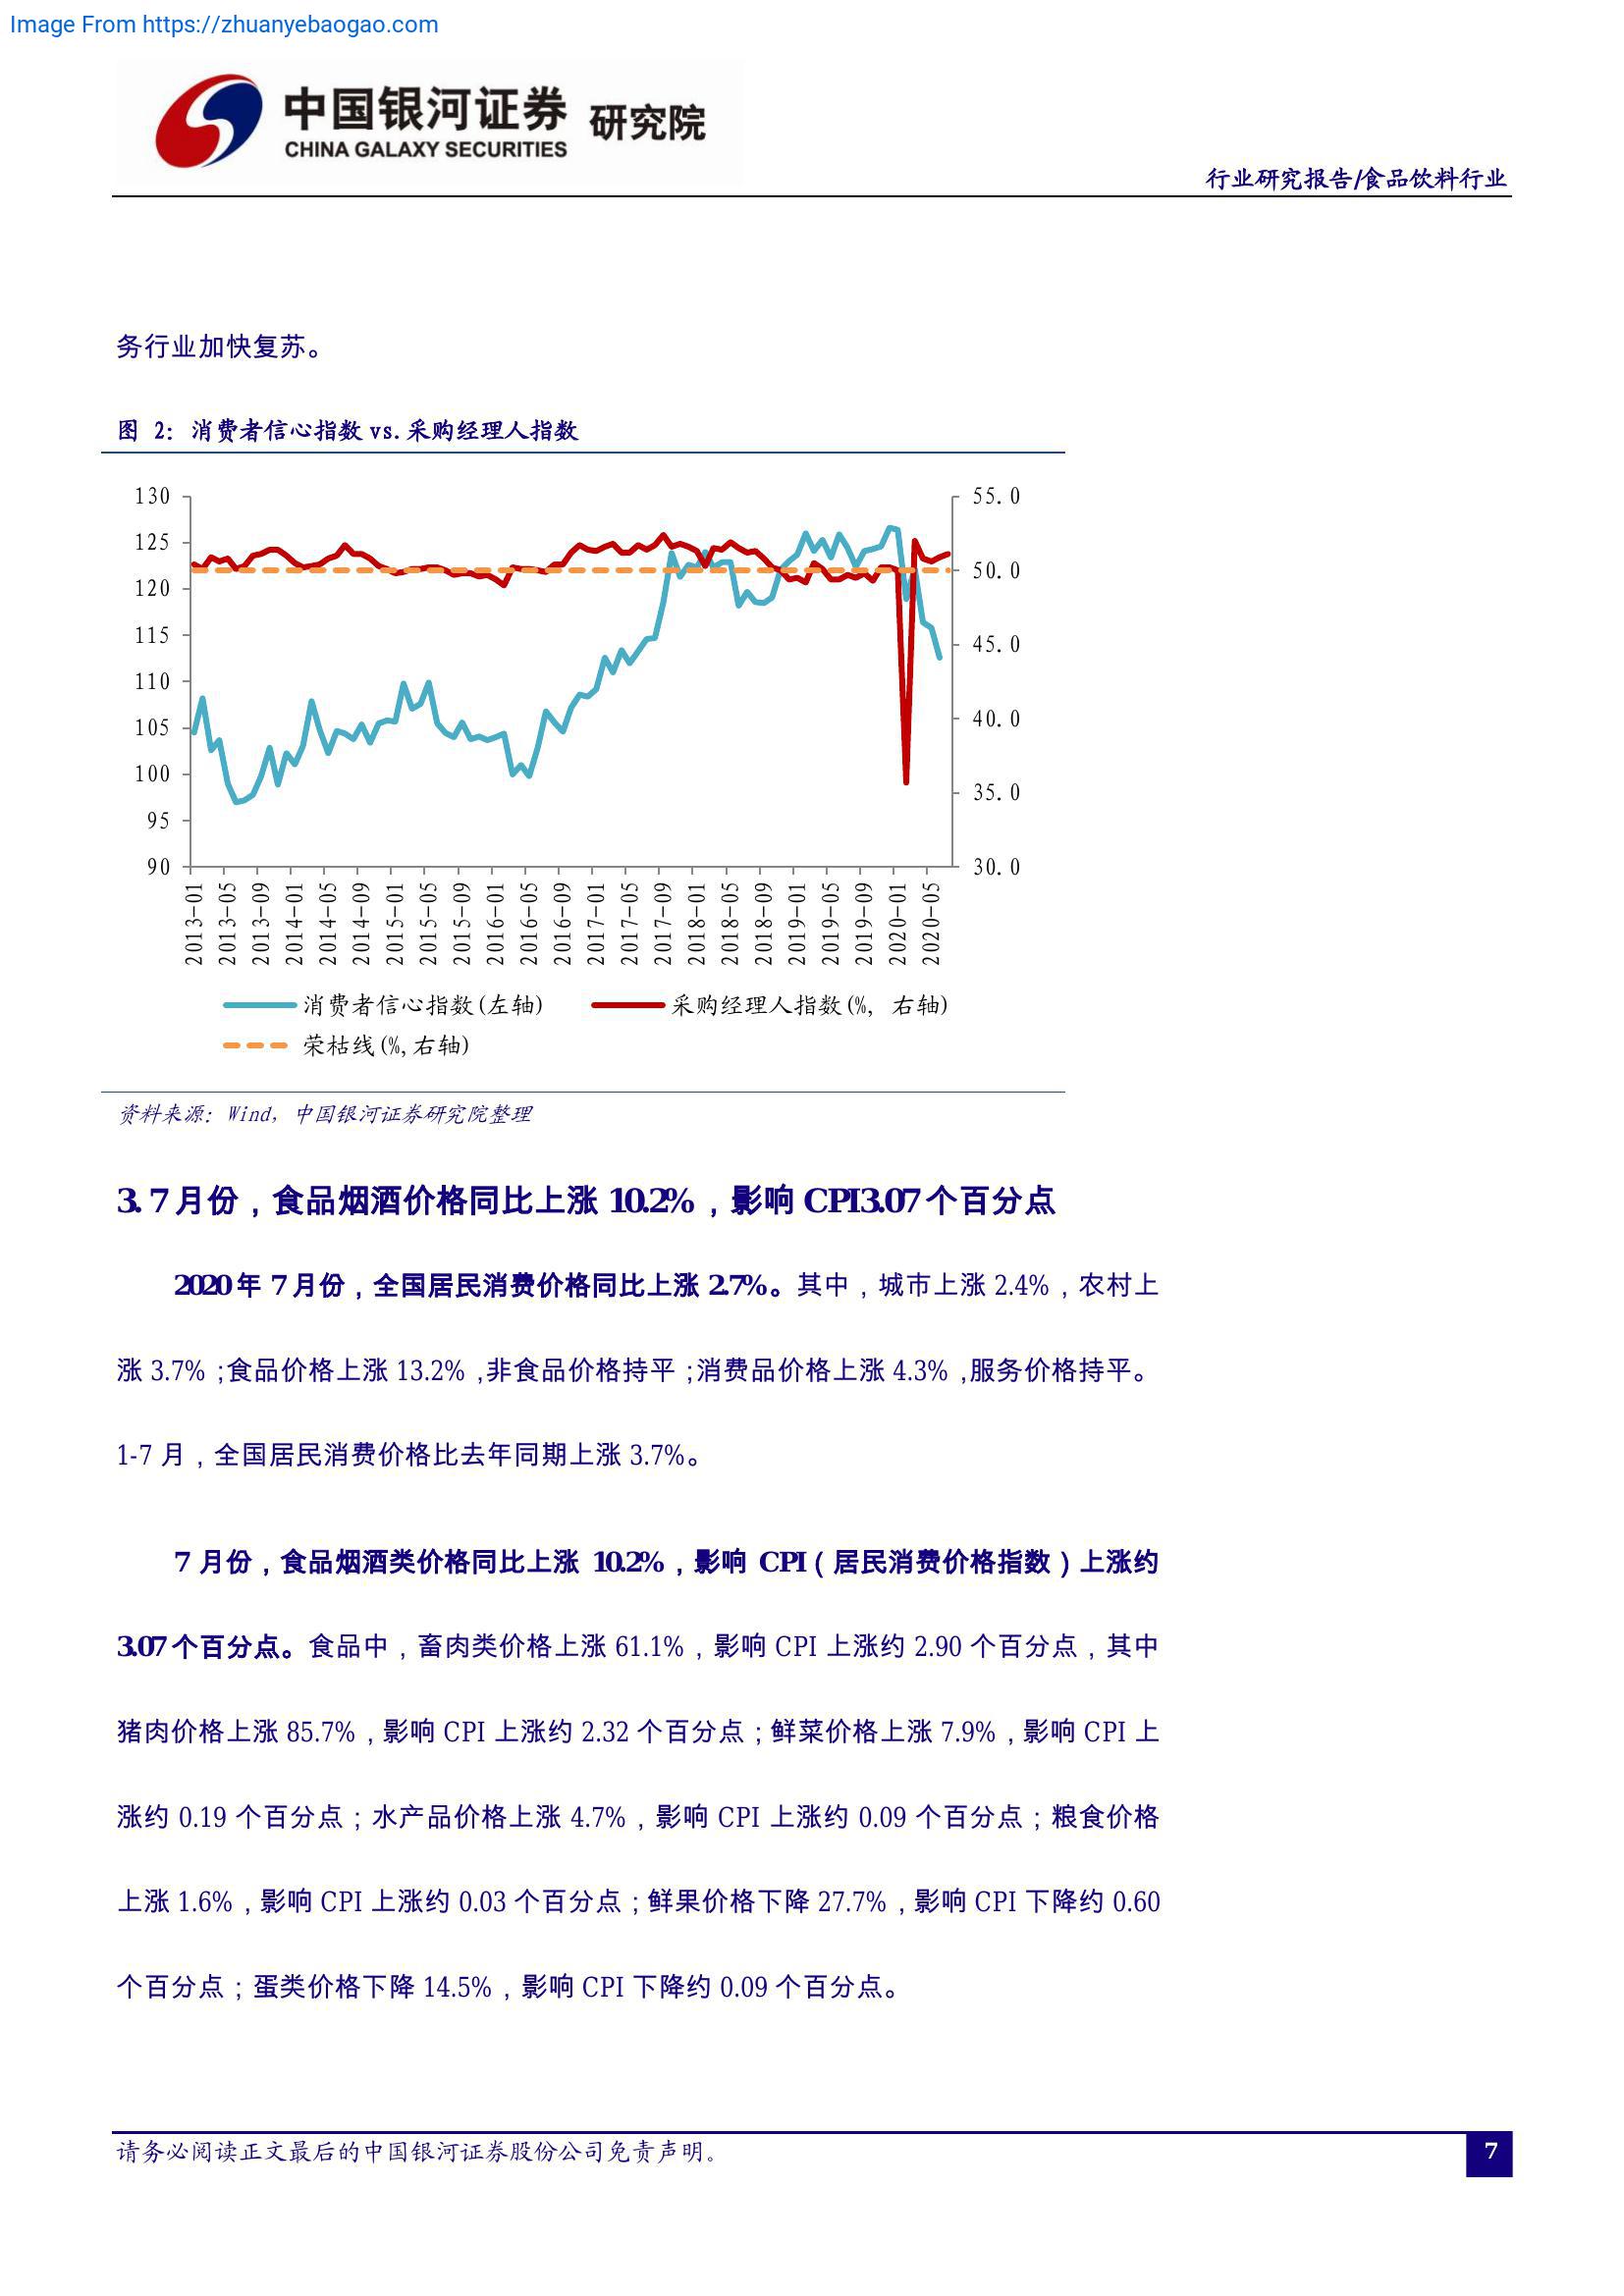 Image From https://zhuanyebaogao.com
中国银河证券 研究院
CHINA GALAXY SECURITIES
行业研究报告/食品饮料行业
务行业加快复苏。
图 2: 消费者信心指数 vs. 采购经理人指数
130
125
120
115
110
105
100
95
90
55.0
50.0
45.0
40.0
35.0
30.0
2013-01
2013-05
2013-09
2014-01
2014-05
2014-09
2015-01
2015-05
2015-09
2016-01
2016-05
2016-09
2017-01
2017-05
2017-09
2018-01
2018-05
2018-09
2019-01
2019-05
2019-09
2020-01
2020-05
消费者信心指数(左轴)
采购经理人指数(%, 右轴)
荣枯线(%,右轴)
资料来源: Wind, 中国银河证券研究院整理
3. 7 月份，食品烟酒价格同比上涨 10.2%，影响 CPI3.07 个百分点
2020 年 7 月份，全国居民消费价格同比上涨 2.7%。其中，城市上涨 2.4%，农村上
涨 3.7%；食品价格上涨 13.2%，非食品价格持平；消费品价格上涨 4.3%，服务价格持平。
1-7 月，全国居民消费价格比去年同期上涨 3.7%。
7 月份，食品烟酒类价格同比上涨 10.2%，影响 CPI（居民消费价格指数）上涨约
3.07 个百分点。食品中，畜肉类价格上涨 61.1%，影响 CPI 上涨约 2.90 个百分点，其中
猪肉价格上涨 85.7%，影响 CPI 上涨约 2.32 个百分点；鲜菜价格上涨 7.9%，影响 CPI 上
涨约 0.19 个百分点；水产品价格上涨 4.7%，影响 CPI 上涨约 0.09 个百分点；粮食价格
上涨 1.6%，影响 CPI 上涨约 0.03 个百分点；鲜果价格下降 27.7%，影响 CPI 下降约 0.60
个百分点；蛋类价格下降 14.5%，影响 CPI 下降约 0.09 个百分点。
请务必阅读正文最后的中国银河证券股份公司免责声明。
7